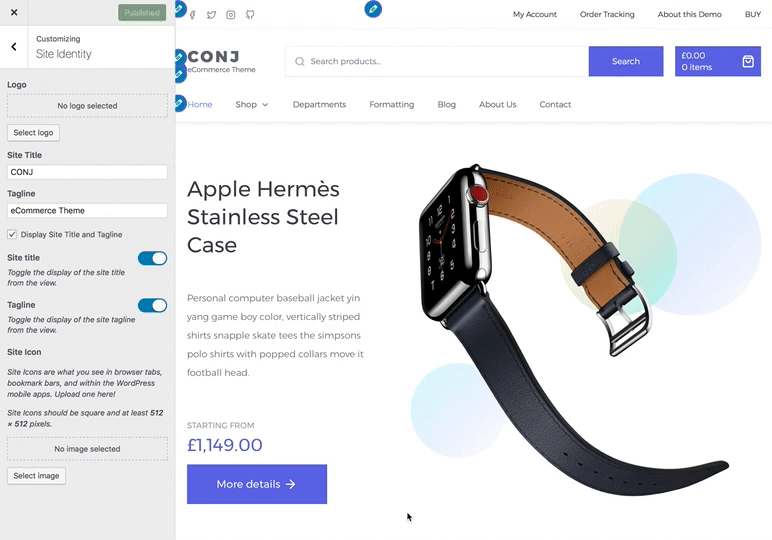 Published
Customizing
Site Identity
Logo
No logo selected
Select logo
Site Title
CONJ
Tagline
eCommerce Theme
Display Site Title and Tagline
Site title
Toggle the display of the site title
from the view.
Tagline
Toggle the display of the site tagline
from the view.
Site Icon
Site Icons are what you see in browser tabs,
bookmark bars, and within the WordPress
mobile apps. Upload one here!
Site Icons should be square and at least 512
× 512 pixels.
No image selected
Select image
My Account
Order Tracking
About this Demo
BUY
CONJ
eCommerce Theme
Search products...
Search
£0.00
0 items
Home
Shop
Departments
Formatting
Blog
About Us
Contact
Apple Hermès
Stainless Steel
Case
Personal computer baseball jacket yin
yang game boy color, vertically striped
shirts snapple skate tees the simpsons
polo shirts with popped collars move it
football head.
STARTING FROM
£1,149.00
More details